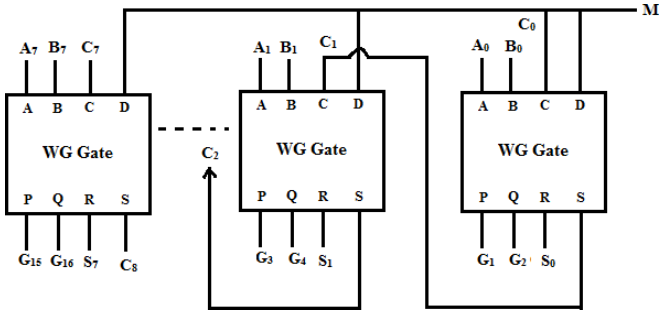 M
A7 B7 C7 A1 B1 C1 A0 B0 C0
A B C D A B C D A B C D
WG Gate C2 WG Gate WG Gate
P Q R S P Q R S P Q R S
G15 G16 S7 C8 G3 G4 S1 G1 G2 S0